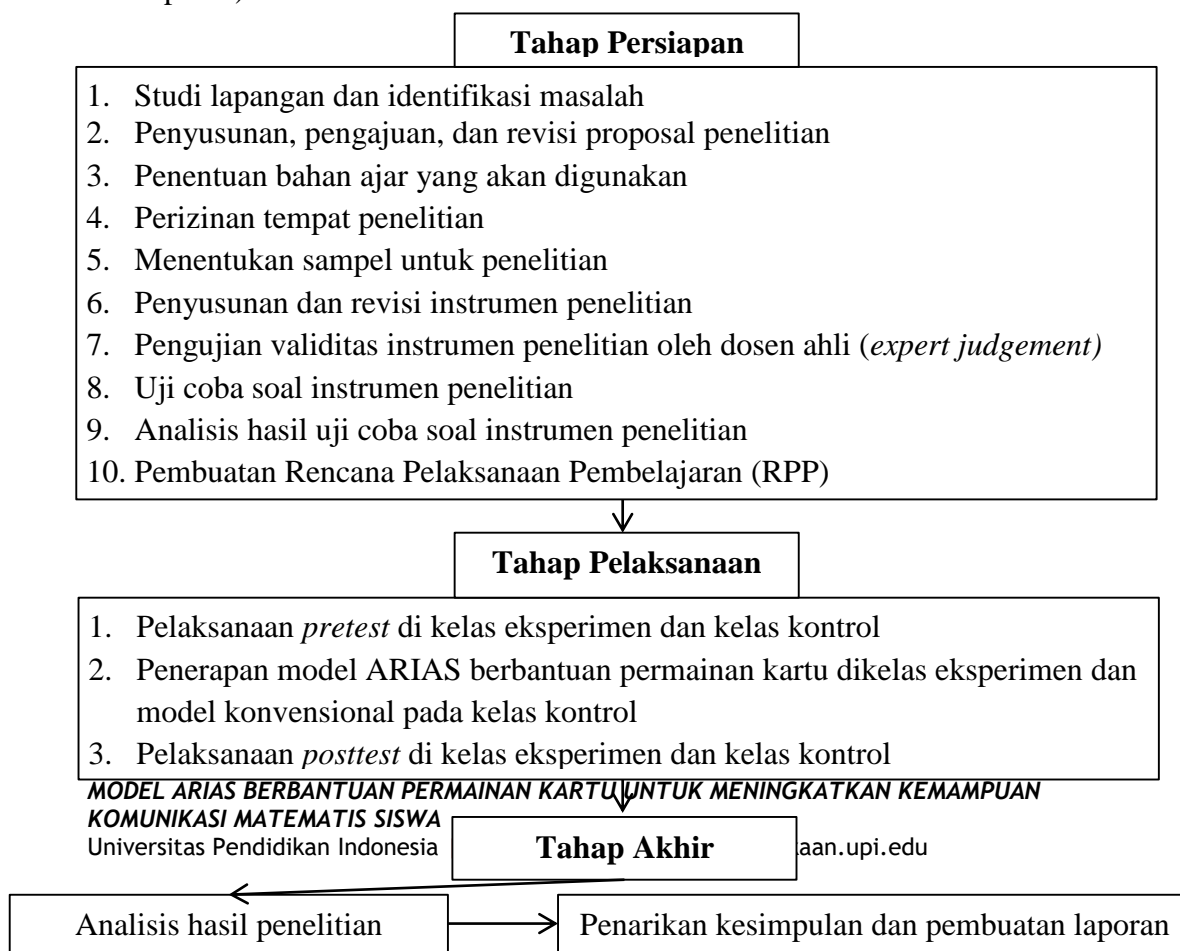 Tahap Persiapan
1. Studi lapangan dan identifikasi masalah
2. Penyusunan, pengajuan, dan revisi proposal penelitian
3. Penentuan bahan ajar yang akan digunakan
4. Perizinan tempat penelitian
5. Menentukan sampel untuk penelitian
6. Penyusunan dan revisi instrumen penelitian
7. Pengujian validitas instrumen penelitian oleh dosen ahli (expert judgement)
8. Uji coba soal instrumen penelitian
9. Analisis hasil uji coba soal instrumen penelitian
10. Pembuatan Rencana Pelaksanaan Pembelajaran (RPP)
Tahap Pelaksanaan
1. Pelaksanaan pretest di kelas eksperimen dan kelas kontrol
2. Penerapan model ARIAS berbantuan permainan kartu dikelas eksperimen dan
model konvensional pada kelas kontrol
3. Pelaksanaan posttest di kelas eksperimen dan kelas kontrol
MODEL ARIAS BERBANTUAN PERMAINAN KARTU UNTUK MENINGKATKAN KEMAMPUAN
KOMUNIKASI MATEMATIS SISWA
Universitas Pendidikan Indonesia
Tahap Akhir
aan.upi.edu
Analisis hasil penelitian
Penarikan kesimpulan dan pembuatan laporan